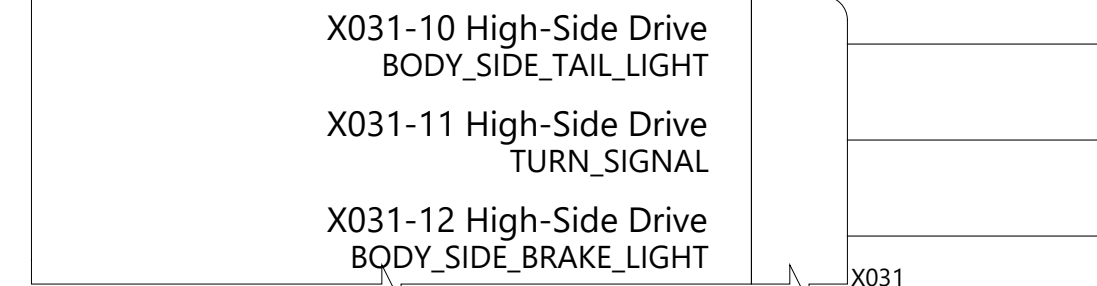 X031-10 High-Side Drive
BODY_SIDE_TAIL_LIGHT
X031-11 High-Side Drive
TURN_SIGNAL
X031-12 High-Side Drive
BODY_SIDE_BRAKE_LIGHT
X031